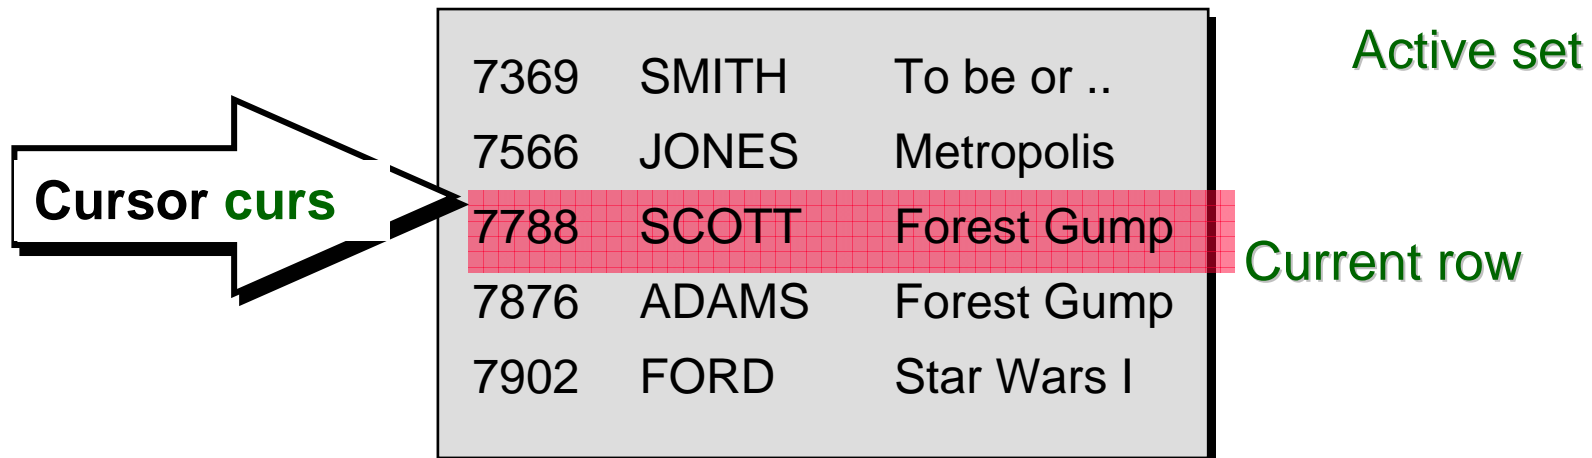 Active set
7369 SMITH To be or ..
7566 JONES Metropolis
Cursor curs
7788 SCOTT Forest Gump
Current row
7876 ADAMS Forest Gump
7902 FORD Star Wars I